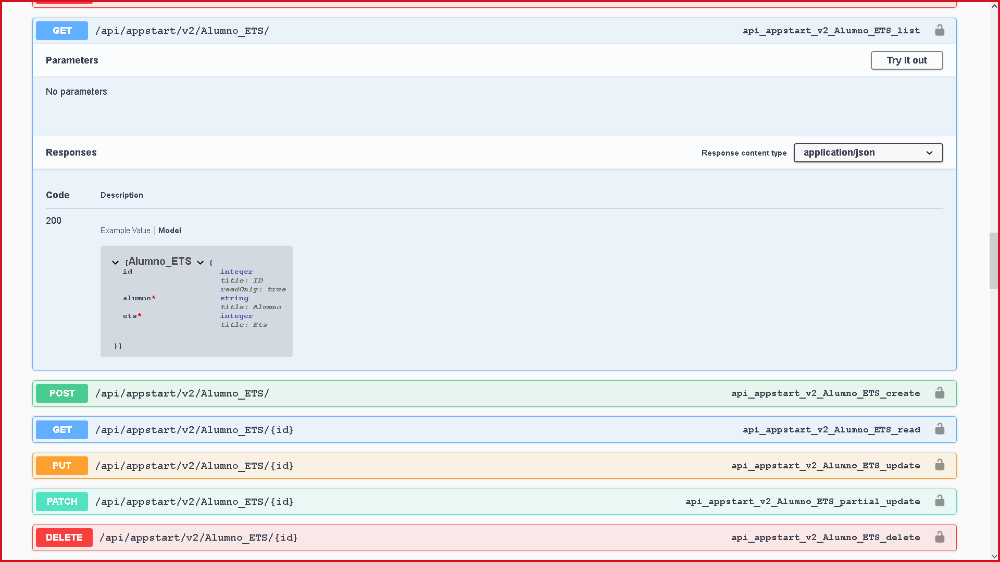 GET /api/appstart/v2/Alumno_ETS/ api_appstart_v2_Alumno_ETS_list
Parameters Try it out
No parameters
Responses Response content type application/json
Code Description
200
Example Value | Model
[Alumno_ETS {
id integer
title: ID
readOnly: true
alumno* string
title: Alumno
ets* integer
title: Ets
}]
POST /api/appstart/v2/Alumno_ETS/ api_appstart_v2_Alumno_ETS_create
GET /api/appstart/v2/Alumno_ETS/{id} api_appstart_v2_Alumno_ETS_read
PUT /api/appstart/v2/Alumno_ETS/{id} api_appstart_v2_Alumno_ETS_update
PATCH /api/appstart/v2/Alumno_ETS/{id} api_appstart_v2_Alumno_ETS_partial_update
DELETE /api/appstart/v2/Alumno_ETS/{id} api_appstart_v2_Alumno_ETS_delete